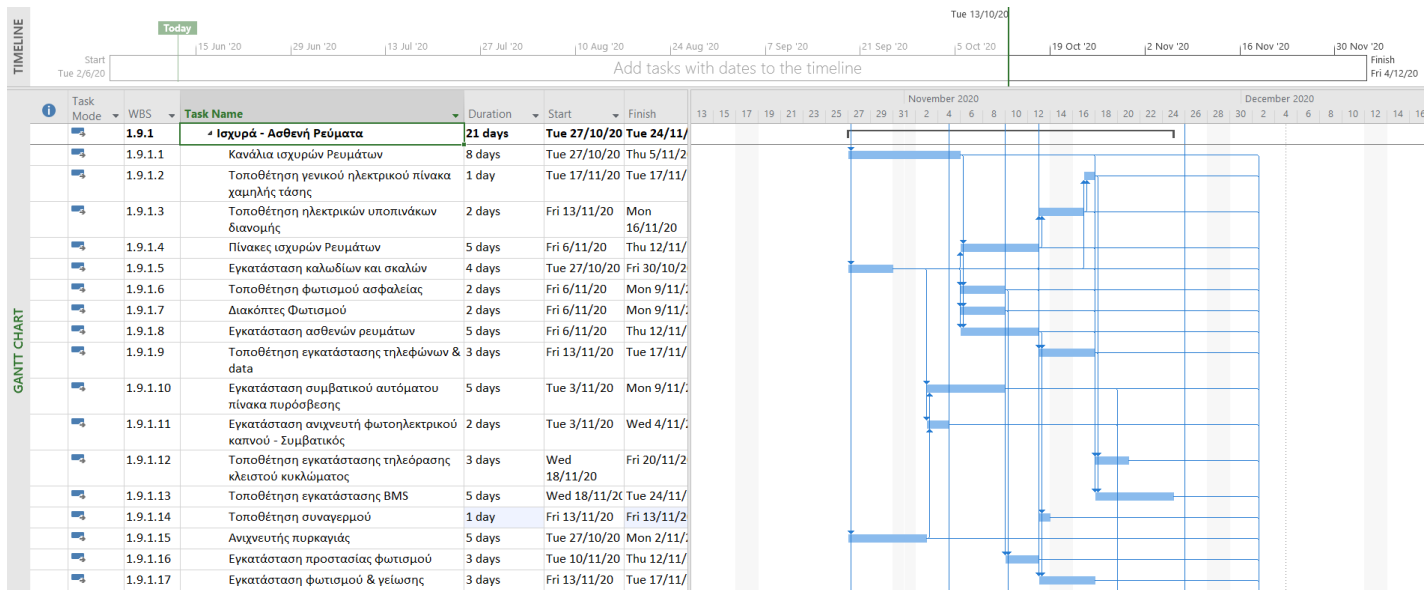 TIMELINE
Tue 13/10/20
Today
15 Jun '20 29 Jun '20 13 Jul '20 27 Jul '20 10 Aug '20 24 Aug '20 7 Sep '20 21 Sep '20 5 Oct '20 19 Oct '20 2 Nov '20 16 Nov '20 30 Nov '20
Start
Tue 2/6/20
Add tasks with dates to the timeline
Finish
Fri 4/12/20
GANTT CHART
Task Mode WBS Task Name Duration Start Finish
November 2020 December 2020
13 15 17 19 21 23 25 27 29 31 2 4 6 8 10 12 14 16 18 20 22 24 26 28 30 2 4 6 8 10 12 14 16
1.9.1 Ισχυρά - Ασθενή Ρεύματα 21 days Tue 27/10/20 Tue 24/11/
1.9.1.1 Κανάλια ισχυρών Ρευμάτων 8 days Tue 27/10/20 Thu 5/11/2
1.9.1.2 Τοποθέτηση γενικού ηλεκτρικού πίνακα 1 day Tue 17/11/20 Tue 17/11/
χαμηλής τάσης
1.9.1.3 Τοποθέτηση ηλεκτρικών υποπινάκων 2 days Fri 13/11/20 Mon
διανομής 16/11/20
1.9.1.4 Πίνακες ισχυρών Ρευμάτων 5 days Fri 6/11/20 Thu 12/11/
1.9.1.5 Εγκατάσταση καλωδίων και σκαλών 4 days Tue 27/10/20 Fri 30/10/2
1.9.1.6 Τοποθέτηση φωτισμού ασφαλείας 2 days Fri 6/11/20 Mon 9/11/2
1.9.1.7 Διακόπτες Φωτισμού 2 days Fri 6/11/20 Mon 9/11/2
1.9.1.8 Εγκατάσταση ασθενών ρευμάτων 5 days Fri 6/11/20 Thu 12/11/
1.9.1.9 Τοποθέτηση εγκατάστασης τηλεφώνων & 3 days Fri 13/11/20 Tue 17/11/
data
1.9.1.10 Εγκατάσταση συμβατικού αυτόματου 5 days Tue 3/11/20 Mon 9/11/2
πίνακα πυρόσβεσης
1.9.1.11 Εγκατάσταση ανιχνευτή φωτοηλεκτρικού 2 days Tue 3/11/20 Wed 4/11/2
καπνού - Συμβατικός
1.9.1.12 Τοποθέτηση εγκατάστασης τηλεόρασης 3 days Wed Fri 20/11/2
κλειστού κυκλώματος 18/11/20
1.9.1.13 Τοποθέτηση εγκατάστασης BMS 5 days Wed 18/11/20 Tue 24/11/
1.9.1.14 Τοποθέτηση συναγερμού 1 day Fri 13/11/20 Fri 13/11/2
1.9.1.15 Ανιχνευτής πυρκαγιάς 5 days Tue 27/10/20 Mon 2/11/2
1.9.1.16 Εγκατάσταση προστασίας φωτισμού 3 days Tue 10/11/20 Thu 12/11/
1.9.1.17 Εγκατάσταση φωτισμού & γείωσης 3 days Fri 13/11/20 Tue 17/11/